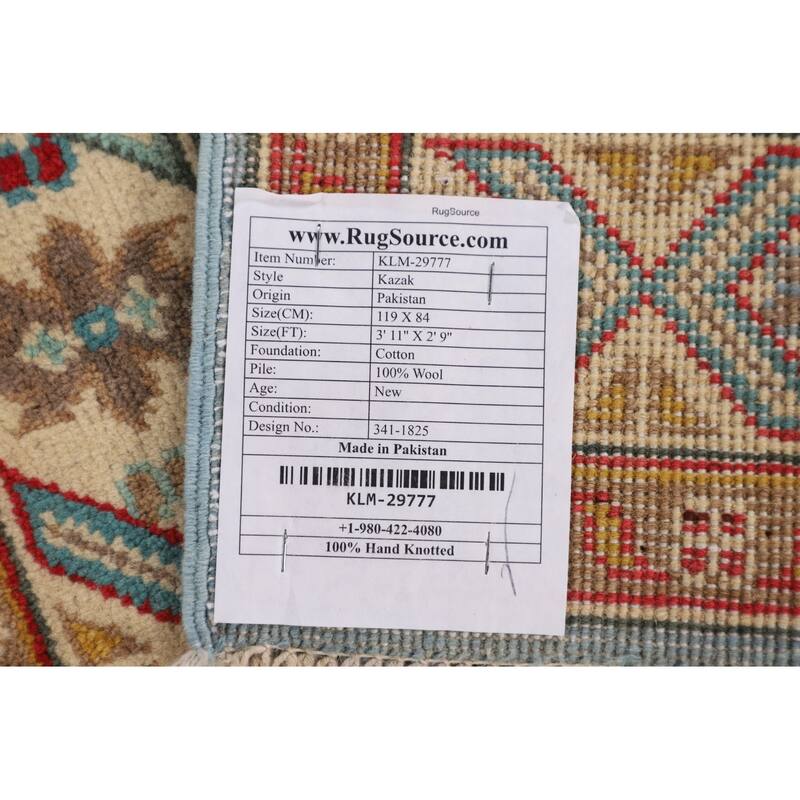 RugSource
www.RugSource.com
Item Number: KLM-29777
Style Kazak
Origin Pakistan
Size(CM): 119 X 84
Size(FT): 3' 11" X 2' 9"
Foundation: Cotton
Pile: 100% Wool
Age: New
Condition:
Design No.: 341-1825
Made in Pakistan
KLM-29777
+1-980-422-4080
100% Hand Knotted